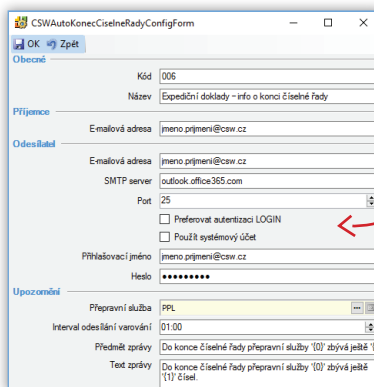 CSWAutoKonecCiselneRadyConfigForm
OK Zpět
Obecné
Kód 006
Název Expediční doklady – info o konci číselné řady
Příjemce
E-mailová adresa jmeno.prijmeni@csw.cz
Odesílatel
E-mailová adresa jmeno.prijmeni@csw.cz
SMTP server outlook.office365.com
Port 25
Preferovat autentizaci LOGIN
Použít systémový účet
Přihlašovací jméno jmeno.prijmeni@csw.cz
Heslo •••••••••
Upozornění
Přepravní služba PPL
Interval odesílání varování 01:00
Předmět zprávy Do konce číselné řady přepravní služby '{0}' zbývá ještě '{
Text zprávy Do konce číselné řady přepravní služby '{0}' zbývá ještě
'{1}' čísel.